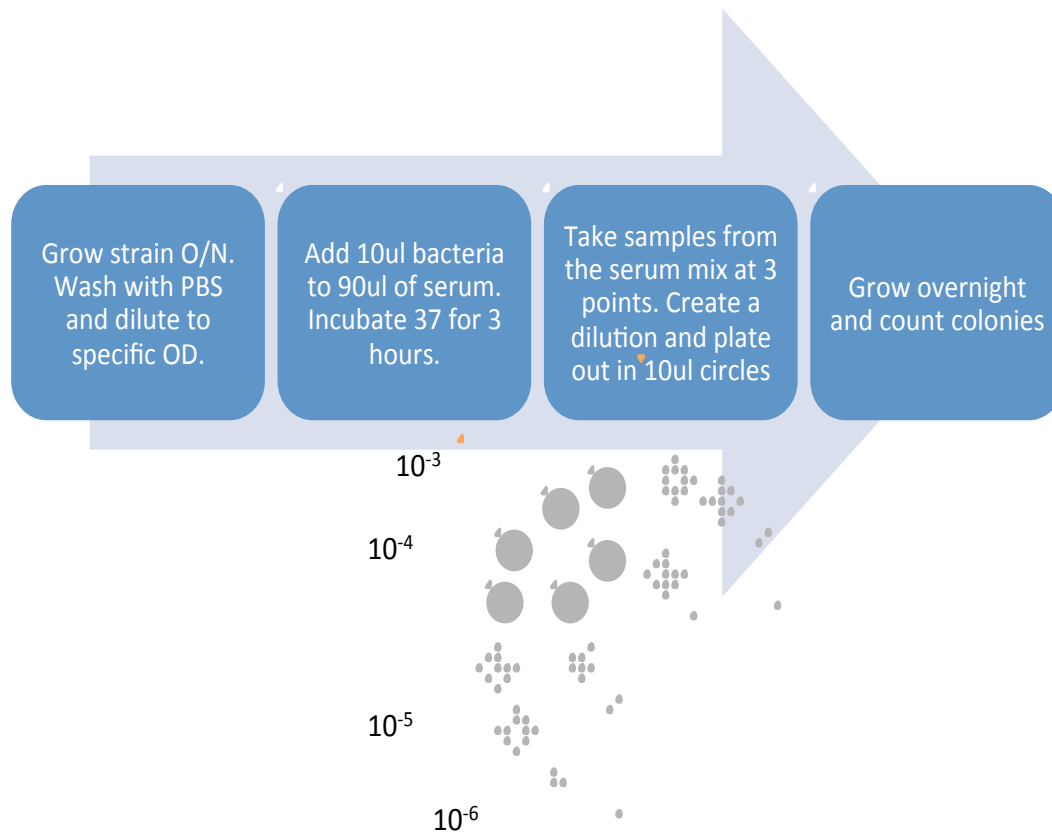 Grow strain O/N.
Wash with PBS
and dilute to
specific OD.
Add 10ul bacteria
to 90ul of serum.
Incubate 37 for 3
hours.
Take samples from
the serum mix at 3
points. Create a
dilution and plate
out in 10ul circles
Grow overnight
and count colonies
10⁻³
10⁻⁴
10⁻⁵
10⁻⁶